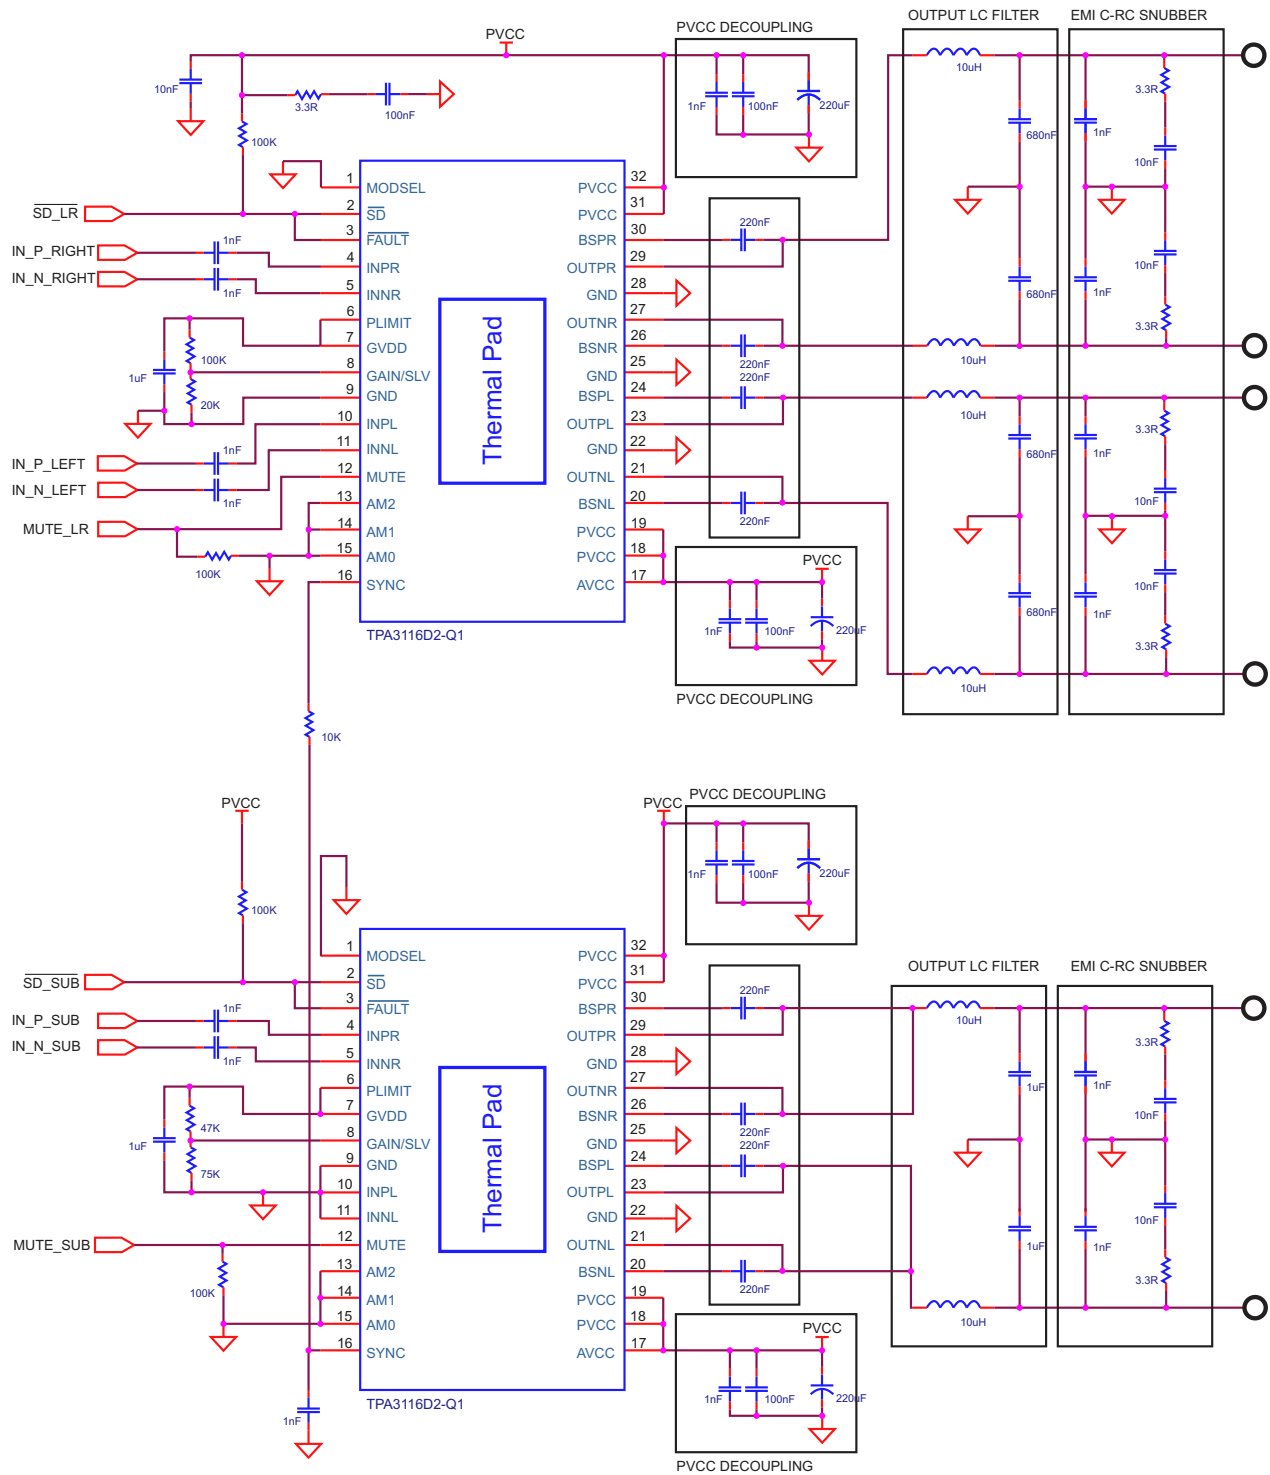 OUTPUT LC FILTER
EMI C-RC SNUBBER
PVCC
PVCC DECOUPLING
10nF
3.3R
100nF
100K
1nF
100nF
220uF
10uH
680nF
1nF
3.3R
10nF
SD_LR
IN_P_RIGHT
1nF
IN_N_RIGHT
1nF
100K
1uF
20K
IN_P_LEFT
1nF
IN_N_LEFT
1nF
MUTE_LR
100K
1 MODSEL
2 SD
3 FAULT
4 INPR
5 INNR
6 PLIMIT
7 GVDD
8 GAIN/SLV
9 GND
10 INPL
11 INNL
12 MUTE
13 AM2
14 AM1
15 AM0
16 SYNC
Thermal Pad
PVCC 32
PVCC 31
BSPR 30
OUTPR 29
GND 28
OUTNR 27
BSNR 26
GND 25
BSPL 24
OUTPL 23
GND 22
OUTNL 21
BSNL 20
PVCC 19
PVCC 18
AVCC 17
TPA3116D2-Q1
220nF
220nF
220nF
220nF
680nF
1nF
10nF
3.3R
10uH
10uH
680nF
1nF
3.3R
10nF
680nF
1nF
10nF
3.3R
10uH
PVCC
1nF
100nF
220uF
PVCC DECOUPLING
10K
PVCC
100K
PVCC
PVCC DECOUPLING
1nF
100nF
220uF
SD_SUB
IN_P_SUB
1nF
IN_N_SUB
1nF
47K
1uF
75K
MUTE_SUB
100K
1nF
1 MODSEL
2 SD
3 FAULT
4 INPR
5 INNR
6 PLIMIT
7 GVDD
8 GAIN/SLV
9 GND
10 INPL
11 INNL
12 MUTE
13 AM2
14 AM1
15 AM0
16 SYNC
Thermal Pad
PVCC 32
PVCC 31
BSPR 30
OUTPR 29
GND 28
OUTNR 27
BSNR 26
GND 25
BSPL 24
OUTPL 23
GND 22
OUTNL 21
BSNL 20
PVCC 19
PVCC 18
AVCC 17
TPA3116D2-Q1
220nF
220nF
220nF
220nF
OUTPUT LC FILTER
EMI C-RC SNUBBER
10uH
1uF
1nF
3.3R
10nF
1uF
1nF
10nF
3.3R
10uH
PVCC
1nF
100nF
220uF
PVCC DECOUPLING